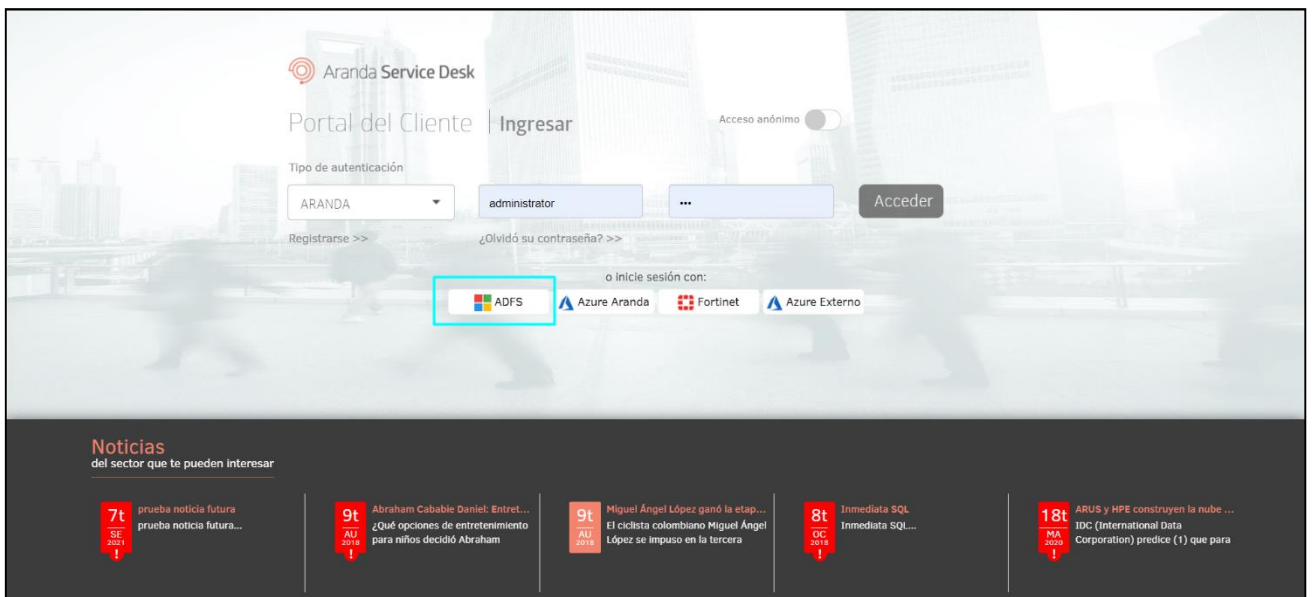 Aranda Service Desk
Portal del Cliente | Ingresar
Acceso anónimo
Tipo de autenticación
ARANDA
administrator
•••
Acceder
Registrarse >>
¿Olvidó su contraseña? >>
o inicie sesión con:
ADFS
Azure Aranda
Fortinet
Azure Externo
Noticias
del sector que te pueden interesar
7t
SE
2021
!
prueba noticia futura
prueba noticia futura...
9t
AU
2018
!
Abraham Cababie Daniel: Entret...
¿Qué opciones de entretenimiento
para niños decidió Abraham
9t
AU
2018
Miguel Ángel López ganó la etap...
El ciclista colombiano Miguel Ángel
López se impuso en la tercera
8t
OC
2018
!
Inmediata SQL
Inmediata SQL...
18t
MA
2020
!
ARUS y HPE construyen la nube ...
IDC (International Data
Corporation) predice (1) que para